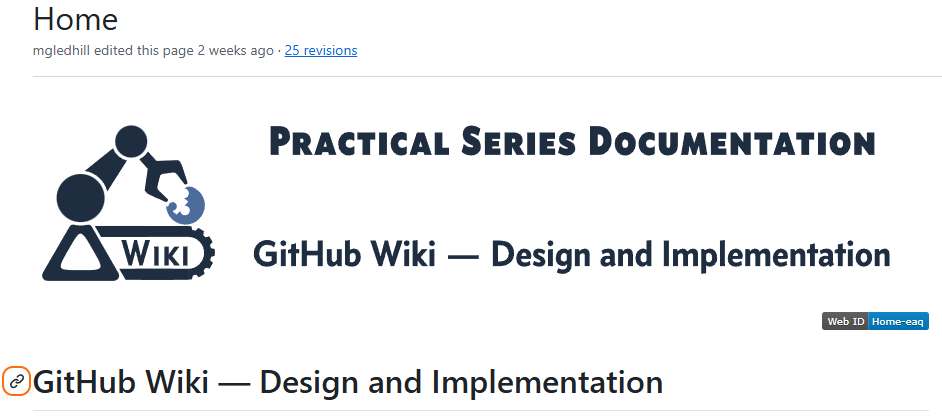 Home
mgledhill edited this page 2 weeks ago · 25 revisions
PRACTICAL SERIES DOCUMENTATION
WIKI
GitHub Wiki — Design and Implementation
Web ID Home-eaq
GitHub Wiki — Design and Implementation